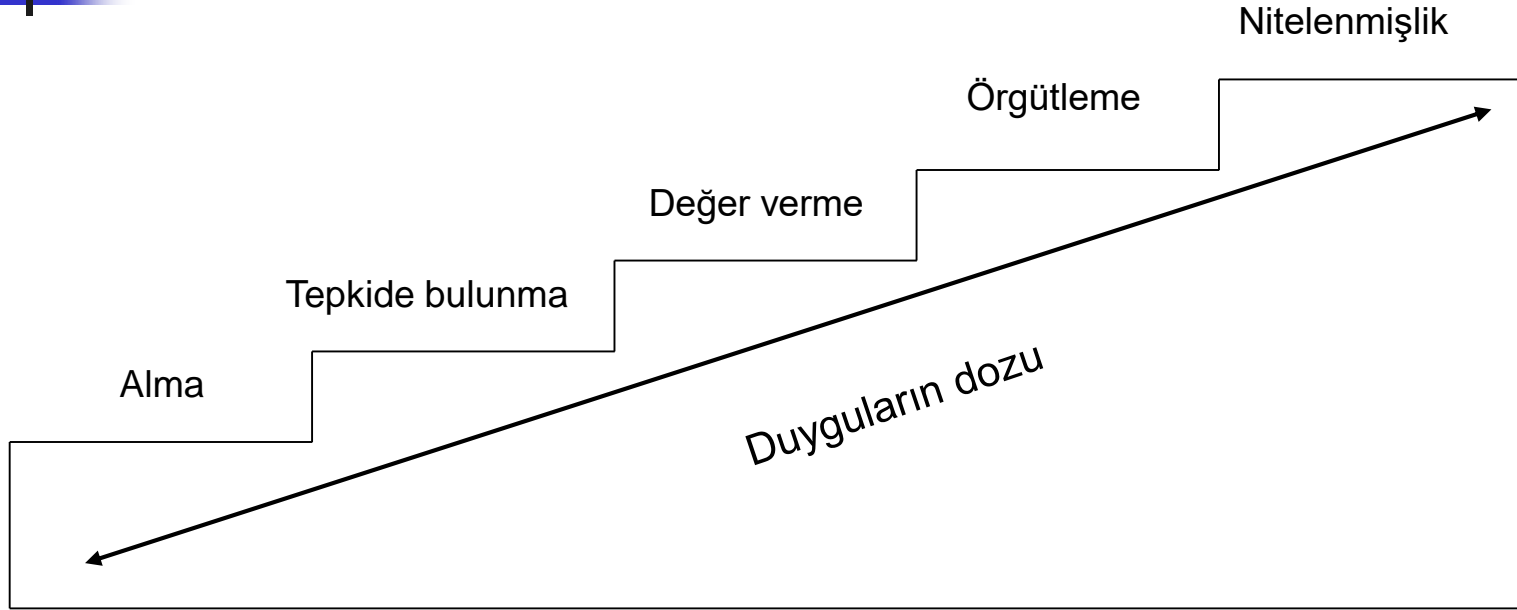 Nitelenmişlik
Örgütleme
Değer verme
Tepkide bulunma
Alma
Duyguların dozu